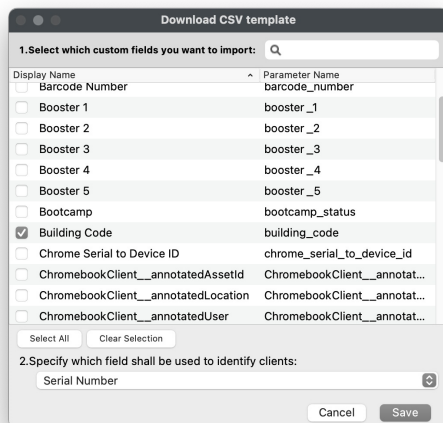 Download CSV template
1.Select which custom fields you want to import:
Display Name Parameter Name
Barcode Number barcode_number
Booster 1 booster _1
Booster 2 booster _2
Booster 3 booster _3
Booster 4 booster _4
Booster 5 booster _5
Bootcamp bootcamp_status
Building Code building_code
Chrome Serial to Device ID chrome_serial_to_device_id
ChromebookClient__annotatedAssetId ChromebookClient__annotat...
ChromebookClient__annotatedLocation ChromebookClient__annotat...
ChromebookClient__annotatedUser ChromebookClient__annotat...
Select All Clear Selection
2.Specify which field shall be used to identify clients:
Serial Number
Cancel Save